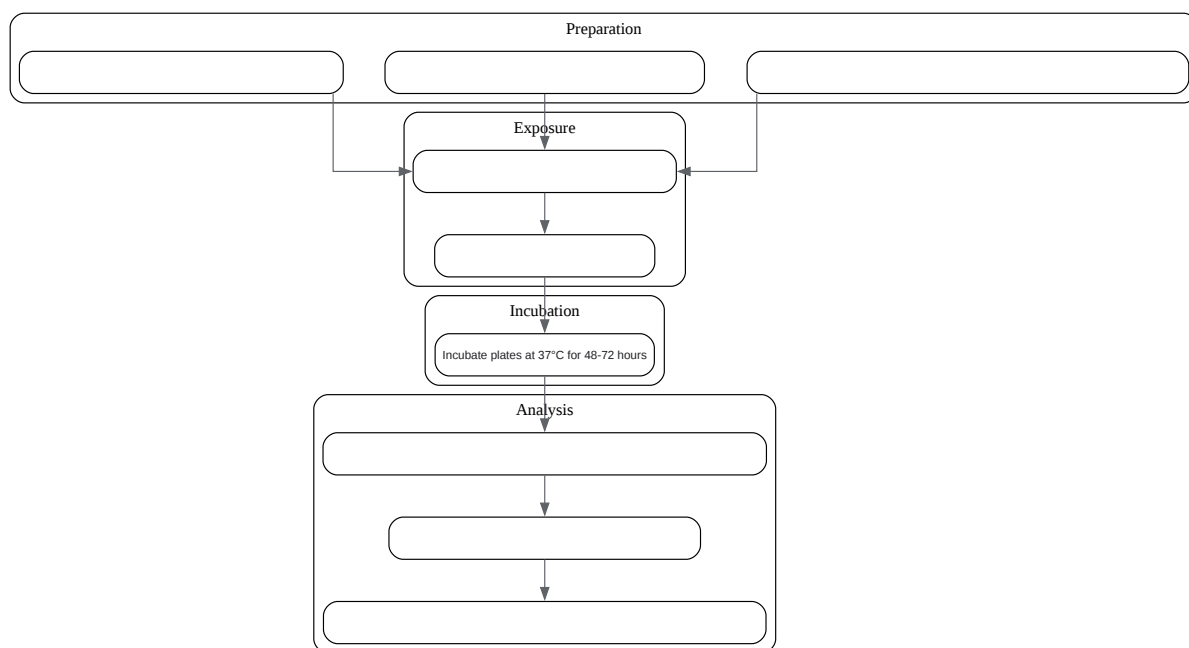 Preparation
Exposure
Incubation
Incubate plates at 37°C for 48-72 hours
Analysis